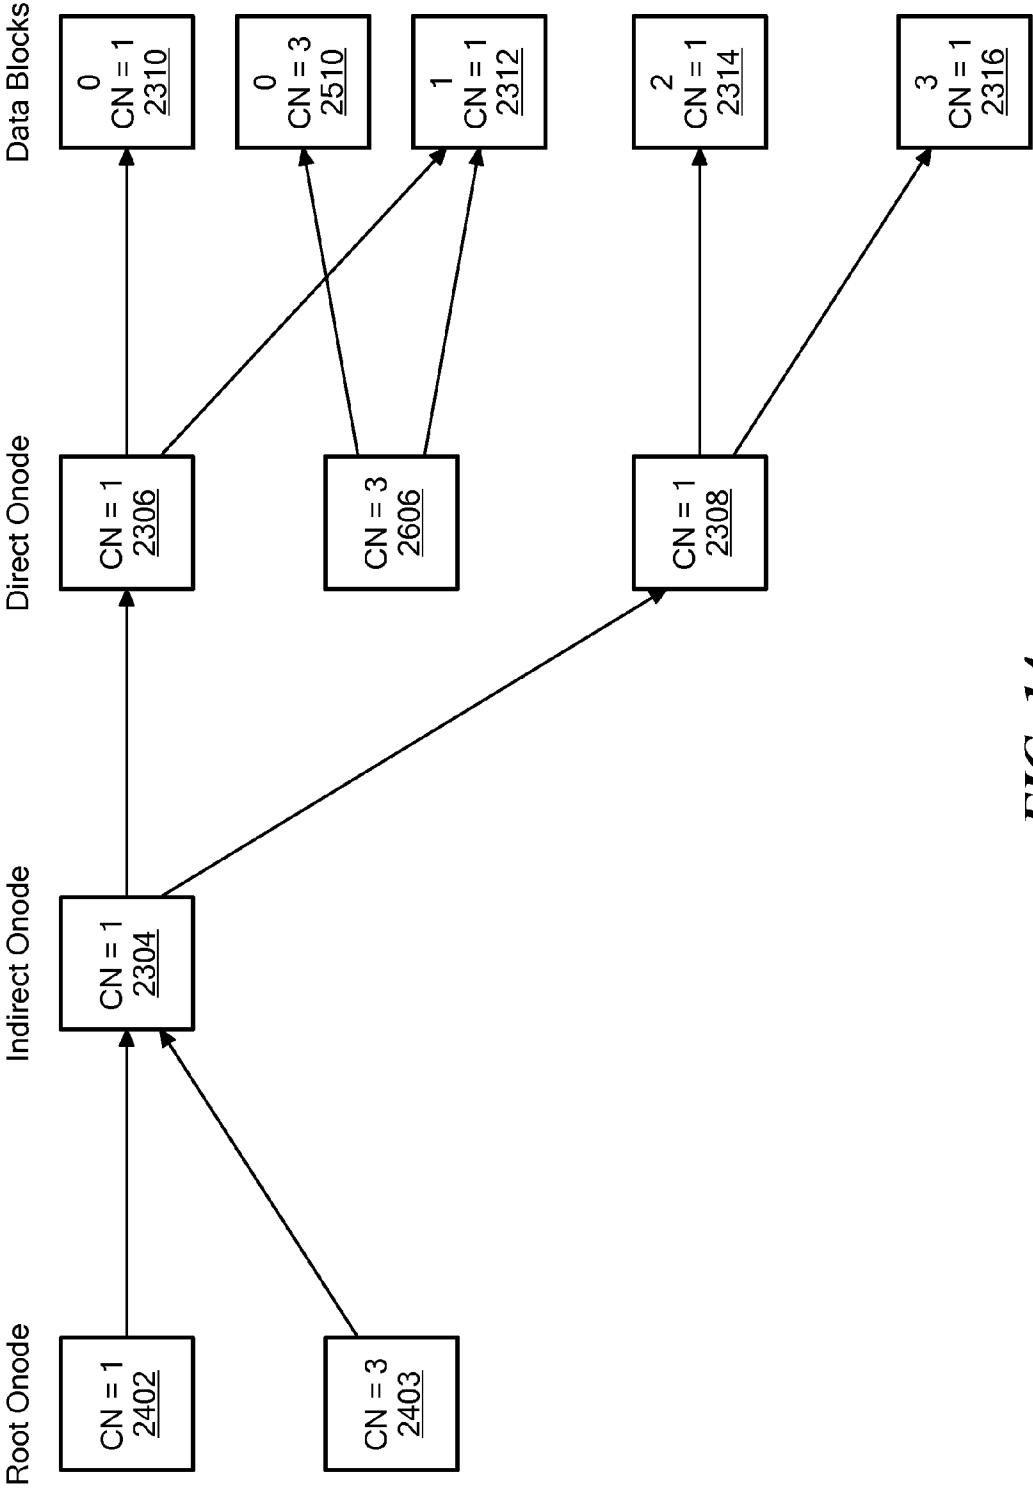 Root Onode
Indirect Onode
Direct Onode
Data Blocks
CN = 1
2402
CN = 1
2304
CN = 1
2306
0
CN = 1
2310
0
CN = 3
2510
CN = 3
2403
CN = 3
2606
1
CN = 1
2312
CN = 1
2308
2
CN = 1
2314
3
CN = 1
2316